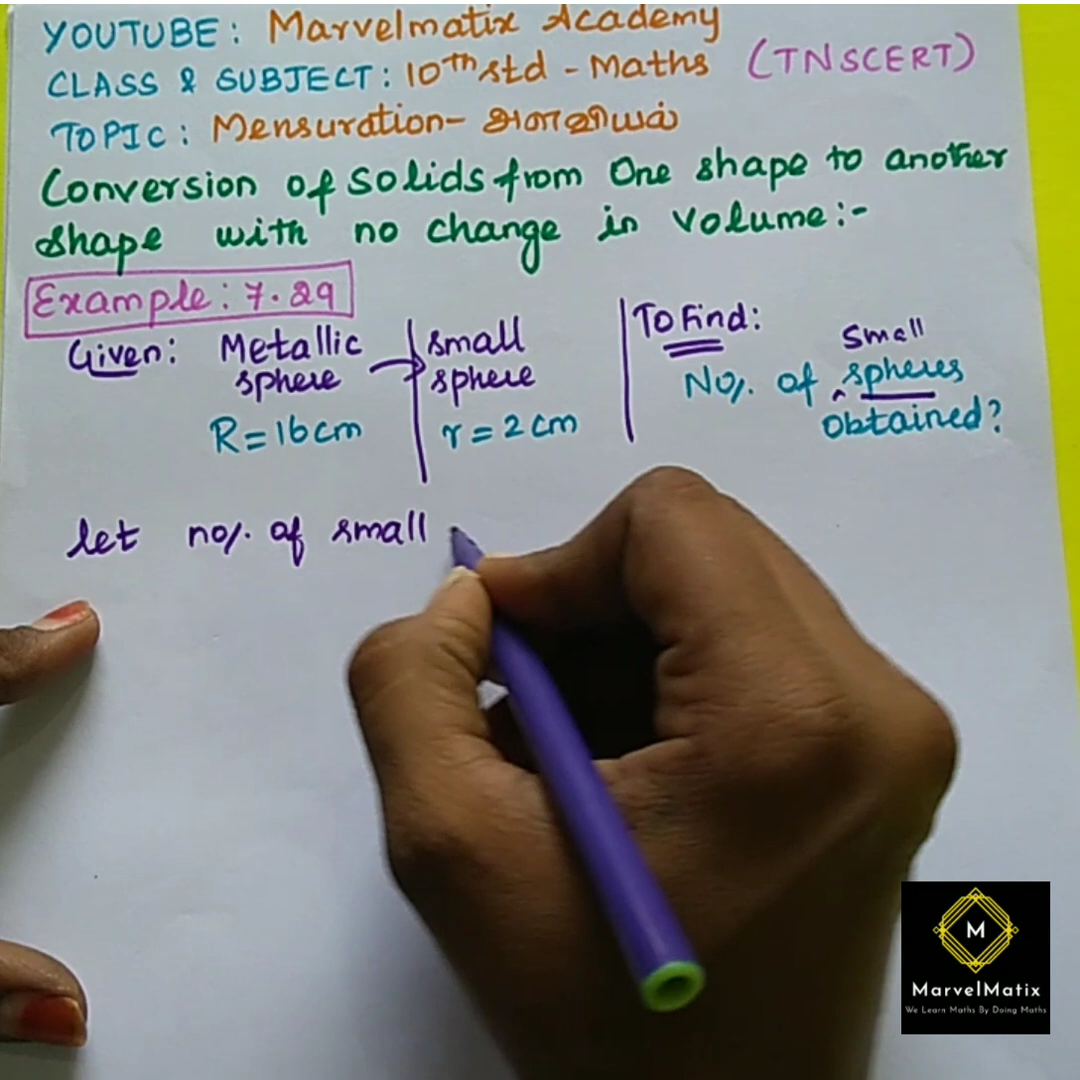 YOUTUBE: Marvelmatix Academy
CLASS & SUBJECT: 10th std - Maths (TNSCERT)
TOPIC: Mensuration- அளவியல்
Conversion of solids from One shape to another
shape with no change in volume:-
Example: 7.29
Given: Metallic sphere → small sphere
R=16cm r=2cm
To Find:
No/. of small spheres
obtained?
let no/. of small
M
MARVELMATIX
We Learn Maths By Doing Maths